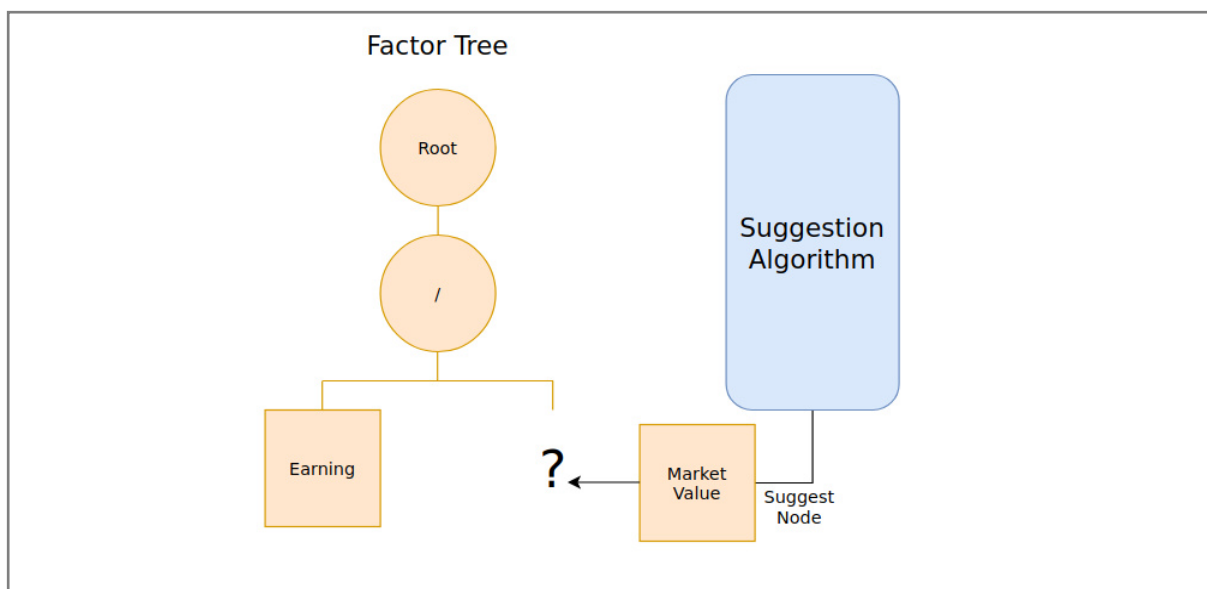 Factor Tree
Root
Suggestion
Algorithm
/
Earning
?
Market
Value
Suggest
Node